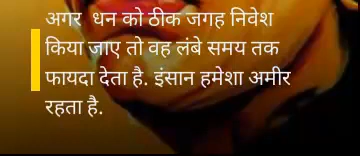 अगर धन को ठीक जगह निवेश
किया जाए तो वह लंबे समय तक
फायदा देता है. इंसान हमेशा अमीर
रहता है.